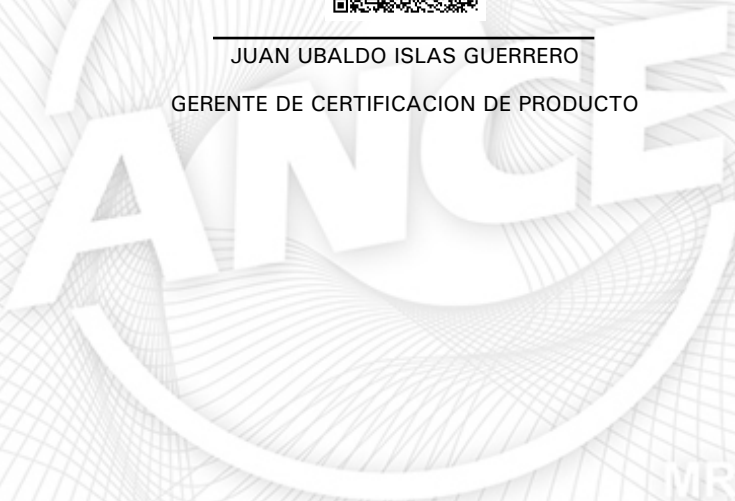 JUAN UBALDO ISLAS GUERRERO
GERENTE DE CERTIFICACION DE PRODUCTO
ANCE
MR